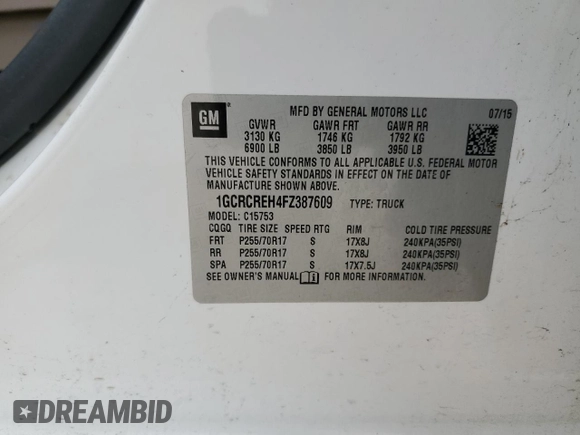 GM
MFD BY GENERAL MOTORS LLC 07/15
GVWR GAWR FRT GAWR RR
3130 KG 1746 KG 1792 KG
6900 LB 3850 LB 3950 LB
THIS VEHICLE CONFORMS TO ALL APPLICABLE U.S. FEDERAL MOTOR
VEHICLE SAFETY STANDARDS IN EFFECT ON THE DATE OF
MANUFACTURE SHOWN ABOVE.
1GCRCREH4FZ387609 TYPE: TRUCK
MODEL: C15753
CQGQ TIRE SIZE SPEED RTG RIM COLD TIRE PRESSURE
FRT P255/70R17 S 17X8J 240KPA(35PSI)
RR P255/70R17 S 17X8J 240KPA(35PSI)
SPA P255/70R17 S 17X7.5J 240KPA(35PSI)
SEE OWNER'S MANUAL FOR MORE INFORMATION.
DREAMBID